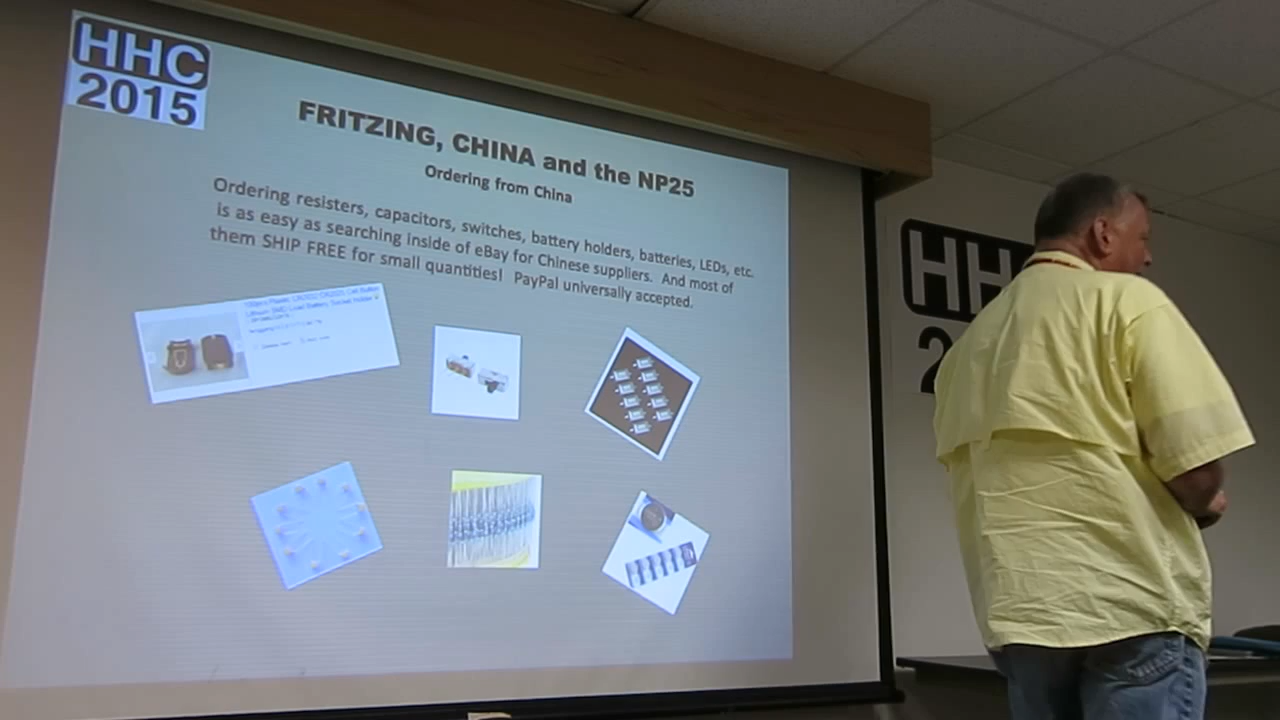 HHC
2015
FRITZING, CHINA and the NP25
Ordering from China
Ordering resisters, capacitors, switches, battery holders, batteries, LEDs, etc.
is as easy as searching inside of eBay for Chinese suppliers. And most of
them SHIP FREE for small quantities! PayPal universally accepted.
HH
2